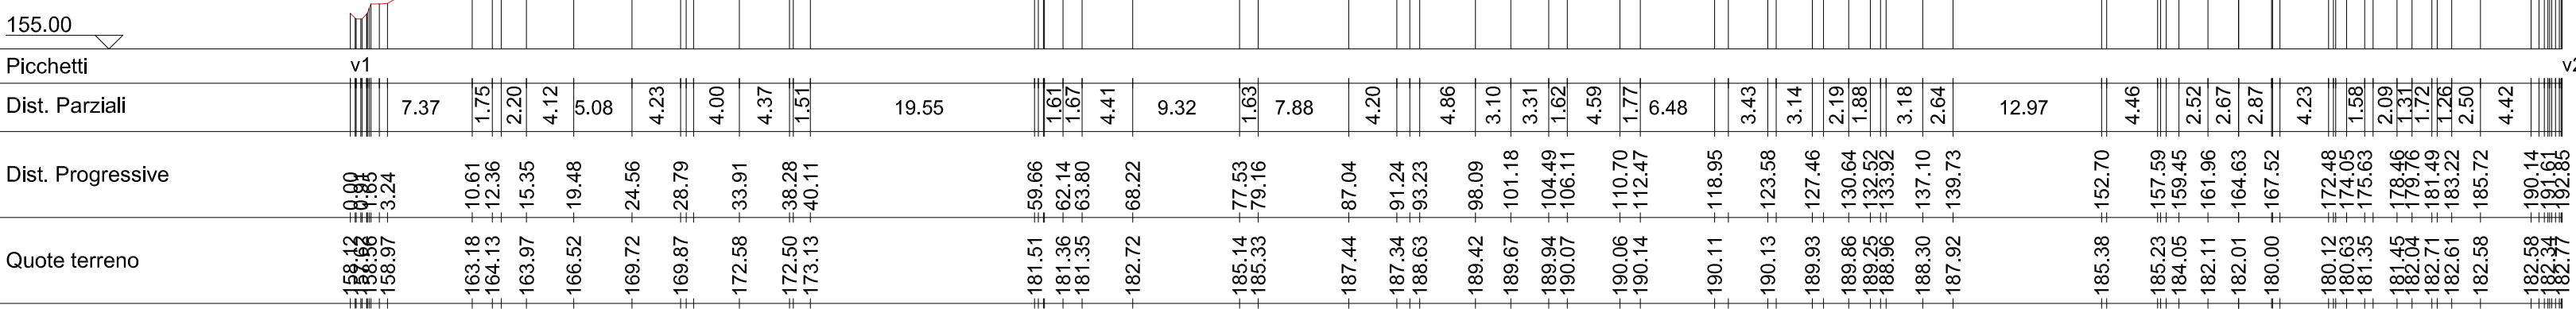 155.00
Picchetti v1 v2
Dist. Parziali 7.37 1.75 2.20 4.12 5.08 4.23 4.00 4.37 1.51 19.55 1.61 1.67 4.41 9.32 1.63 7.88 4.20 4.86 3.10 3.31 1.62 4.59 1.77 6.48 3.43 3.14 2.19 1.88 3.18 2.64 12.97 4.46 2.52 2.67 2.87 4.23 1.58 2.09 1.31 1.72 1.26 2.50 4.42
Dist. Progressive 0.00 1.65 3.24 10.61 12.36 15.35 19.48 24.56 28.79 33.91 38.28 40.11 59.66 62.14 63.80 68.22 77.53 79.16 87.04 91.24 93.23 98.09 101.18 104.49 106.11 110.70 112.47 118.95 123.58 127.46 130.64 132.52 133.92 137.10 139.73 152.70 157.59 159.45 161.96 164.63 167.52 172.48 174.05 175.63 178.46 179.76 181.49 183.22 185.72 190.14 191.61 192.85
Quote terreno 158.12 158.56 158.97 163.18 164.13 163.97 166.52 169.72 169.87 172.58 172.50 173.13 181.51 181.36 181.35 182.72 185.14 185.33 187.44 187.34 188.63 189.42 189.67 189.94 190.07 190.06 190.14 190.11 190.13 189.93 189.86 189.25 188.96 188.30 187.92 185.38 185.23 184.05 182.11 182.01 180.00 180.12 180.63 181.35 181.45 182.04 182.71 182.61 182.58 182.58 182.34 182.77